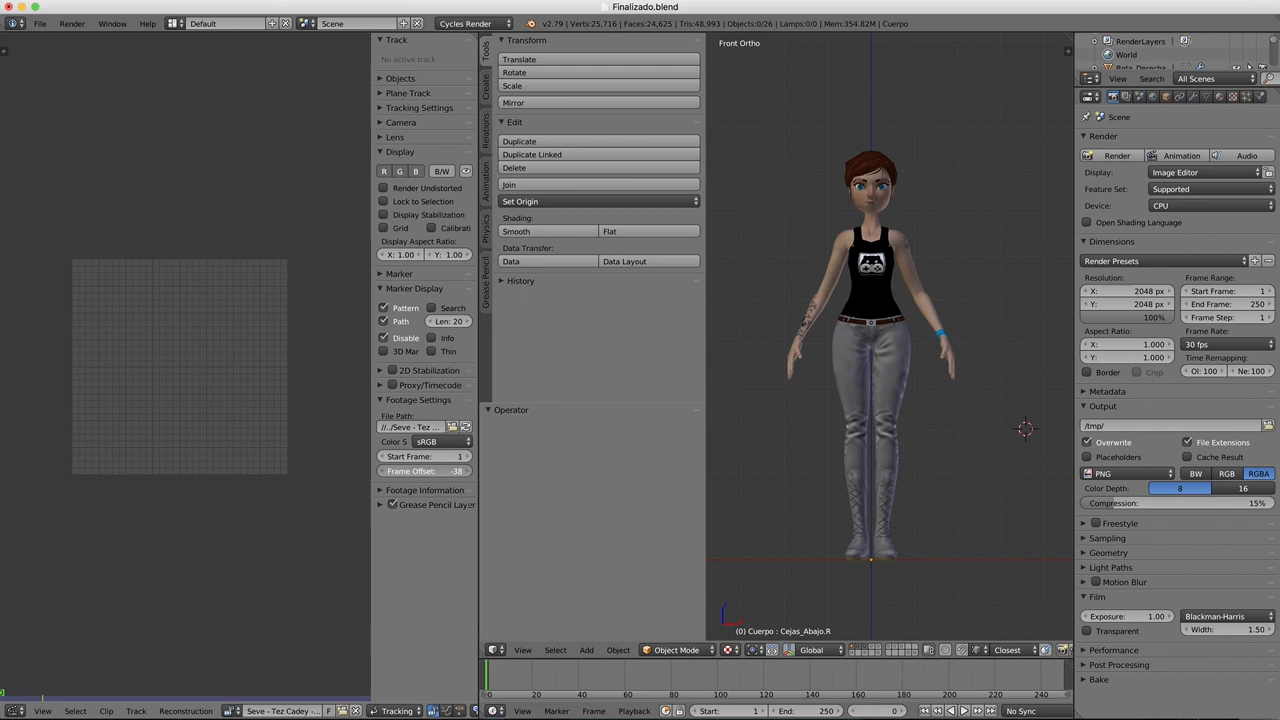 Finalizado.blend
File Render Window Help Default Scene Cycles Render v2.79 | Verts:25,716 | Faces:24,625 | Tris:48,993 | Objects:0/26 | Lamps:0/0 | Mem:354.82M | Cuerpo
Track
No active track
Objects
Plane Track
Tracking Settings
Camera
Lens
Display
R G B B/W
Render Undistorted
Lock to Selection
Display Stabilization
Grid Calibrati
Display Aspect Ratio:
X: 1.00 Y: 1.00
Marker
Marker Display
Pattern Search
Path Len: 20
Disable Info
3D Mar Thin
2D Stabilization
Proxy/Timecode
Footage Settings
File Path:
//../Seve - Tez ...
Color S sRGB
Start Frame: 1
Frame Offset: -38
Footage Information
Grease Pencil Layer
View Select Clip Track Reconstruction Seve - Tez Cadey -... F Tracking
Tools
Create
Relations
Animation
Physics
Grease Pencil
Transform
Translate
Rotate
Scale
Mirror
Edit
Duplicate
Duplicate Linked
Delete
Join
Set Origin
Shading:
Smooth Flat
Data Transfer:
Data Data Layout
History
Operator
Front Ortho
(0) Cuerpo : Cejas_Abajo.R
View Select Add Object Object Mode Global Closest
0 20 40 60 80 100 120 140 160 180 200 220 240
View Marker Frame Playback Start: 1 End: 250 0 No Sync
RenderLayers
World
Bota_Derecha
View Search All Scenes
Scene
Render
Render Animation Audio
Display: Image Editor
Feature Set: Supported
Device: CPU
Open Shading Language
Dimensions
Render Presets
Resolution: Frame Range:
X: 2048 px Start Frame: 1
Y: 2048 px End Frame: 250
100% Frame Step: 1
Aspect Ratio: Frame Rate:
X: 1.000 30 fps
Y: 1.000 Time Remapping:
Border Crop Ol: 100 Ne:100
Metadata
Output
/tmp/
Overwrite File Extensions
Placeholders Cache Result
PNG BW RGB RGBA
Color Depth: 8 16
Compression: 15%
Freestyle
Sampling
Geometry
Light Paths
Motion Blur
Film
Exposure: 1.00 Blackman-Harris
Transparent Width: 1.50
Performance
Post Processing
Bake